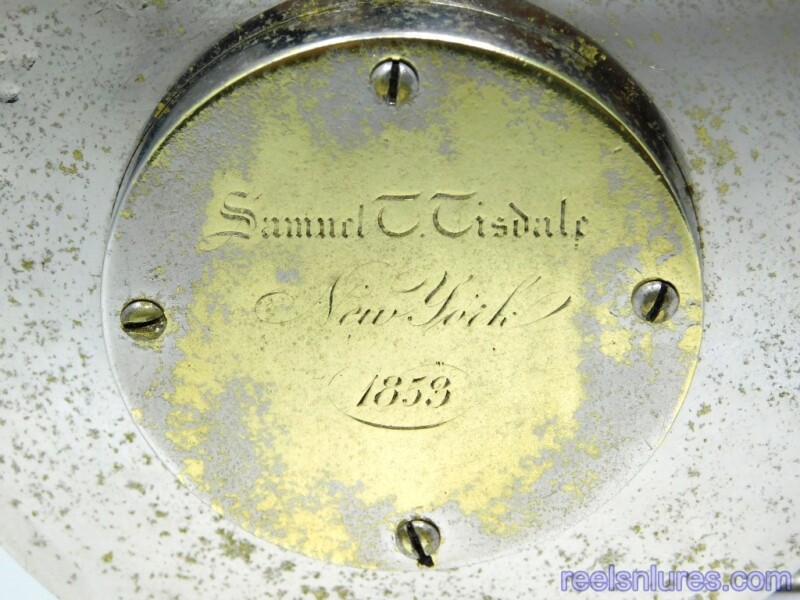 Samuel T. Tisdale
New York
1853
reelsnlures.com